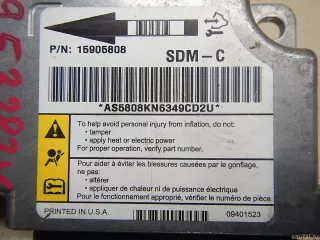 P/N: 15905808
SDM-C
*AS5808KN6349CD2U*
To help avoid personal injury from inflation, do not:
• tamper
• apply heat or electric power
For proper operation, verify part number.
Pour aider à éviter les blessures causées par le gonflage,
ne pas:
• altérer
• appliquer de chaleur ni de puissance électrique
Pour le fonctionnement approprié, vérifier le numéro de pièce.
PRINTED IN U.S.A.
09401523